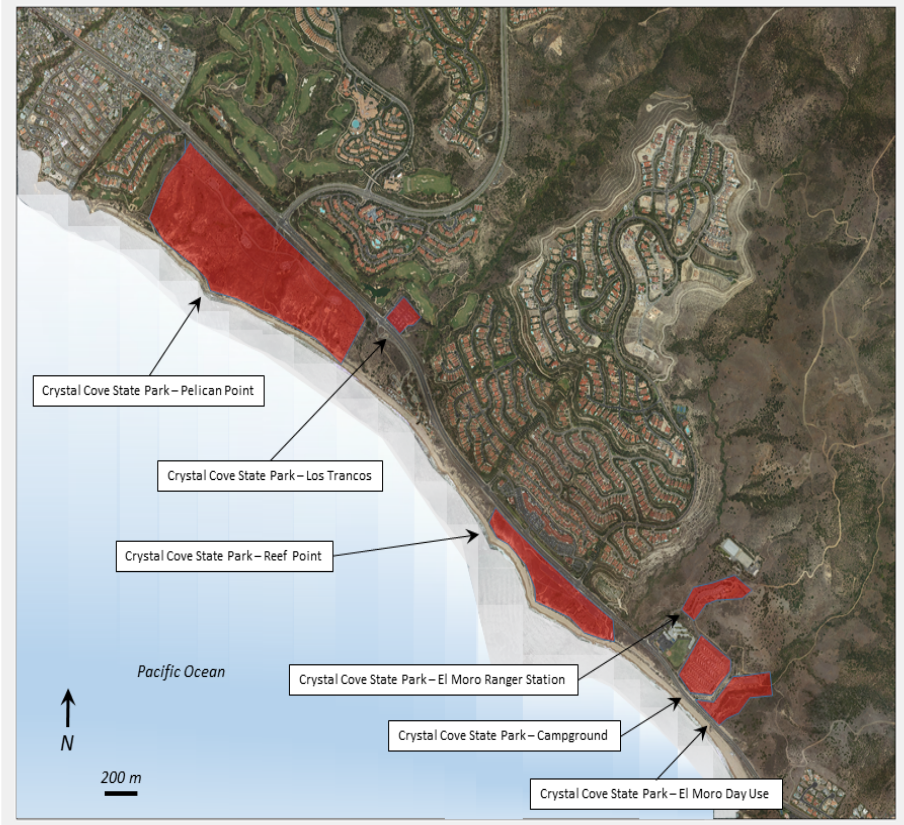 Crystal Cove State Park – Pelican Point
Crystal Cove State Park – Los Trancos
Crystal Cove State Park – Reef Point
Pacific Ocean
Crystal Cove State Park – El Moro Ranger Station
N
Crystal Cove State Park – Campground
200 m
Crystal Cove State Park – El Moro Day Use